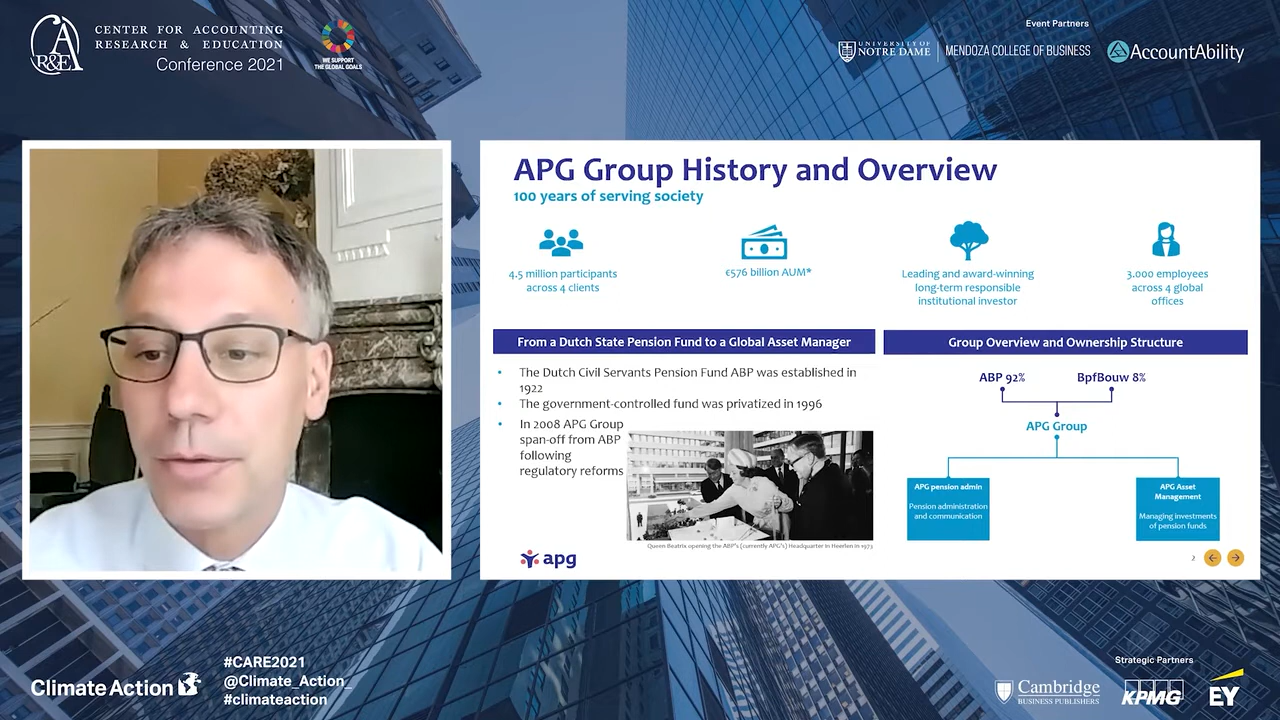 CENTER FOR ACCOUNTING
RESEARCH & EDUCATION
Conference 2021
CA
R&E
WE SUPPORT
THE GLOBAL GOALS
Event Partners
UNIVERSITY OF
NOTRE DAME
MENDOZA COLLEGE OF BUSINESS
AccountAbility
APG Group History and Overview
100 years of serving society
4.5 million participants
across 4 clients
€576 billion AUM*
Leading and award-winning
long-term responsible
institutional investor
3.000 employees
across 4 global
offices
From a Dutch State Pension Fund to a Global Asset Manager
• The Dutch Civil Servants Pension Fund ABP was established in
1922
• The government-controlled fund was privatized in 1996
• In 2008 APG Group
span-off from ABP
following
regulatory reforms
Queen Beatrix opening the ABP's (currently APG's) Headquarter in Heerlen in 1973
apg
Group Overview and Ownership Structure
ABP 92%
BpfBouw 8%
APG Group
APG pension admin
Pension administration
and communication
APG Asset
Management
Managing investments
of pension funds
2
Climate Action
#CARE2021
@Climate_Action_
#climateaction
Strategic Partners
Cambridge
BUSINESS PUBLISHERS
KPMG
EY